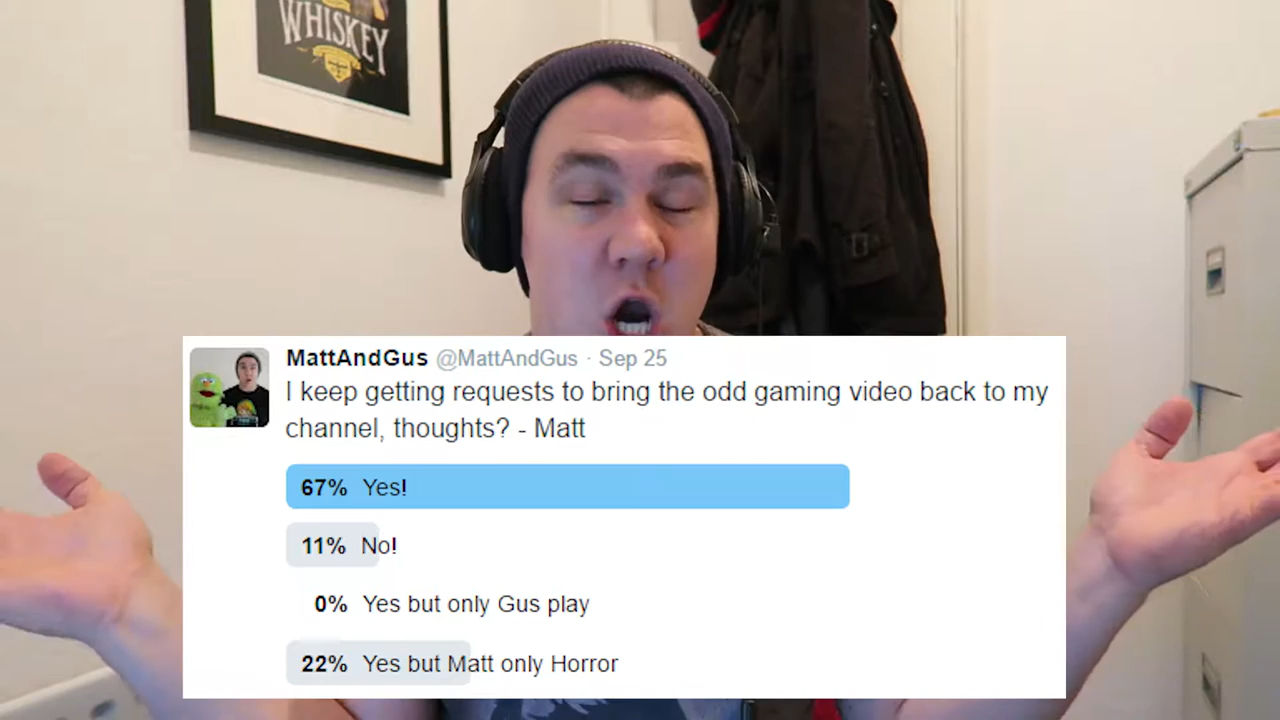 WHISKEY
MattAndGus @MattAndGus · Sep 25
I keep getting requests to bring the odd gaming video back to my
channel, thoughts? - Matt
67% Yes!
11% No!
0% Yes but only Gus play
22% Yes but Matt only Horror